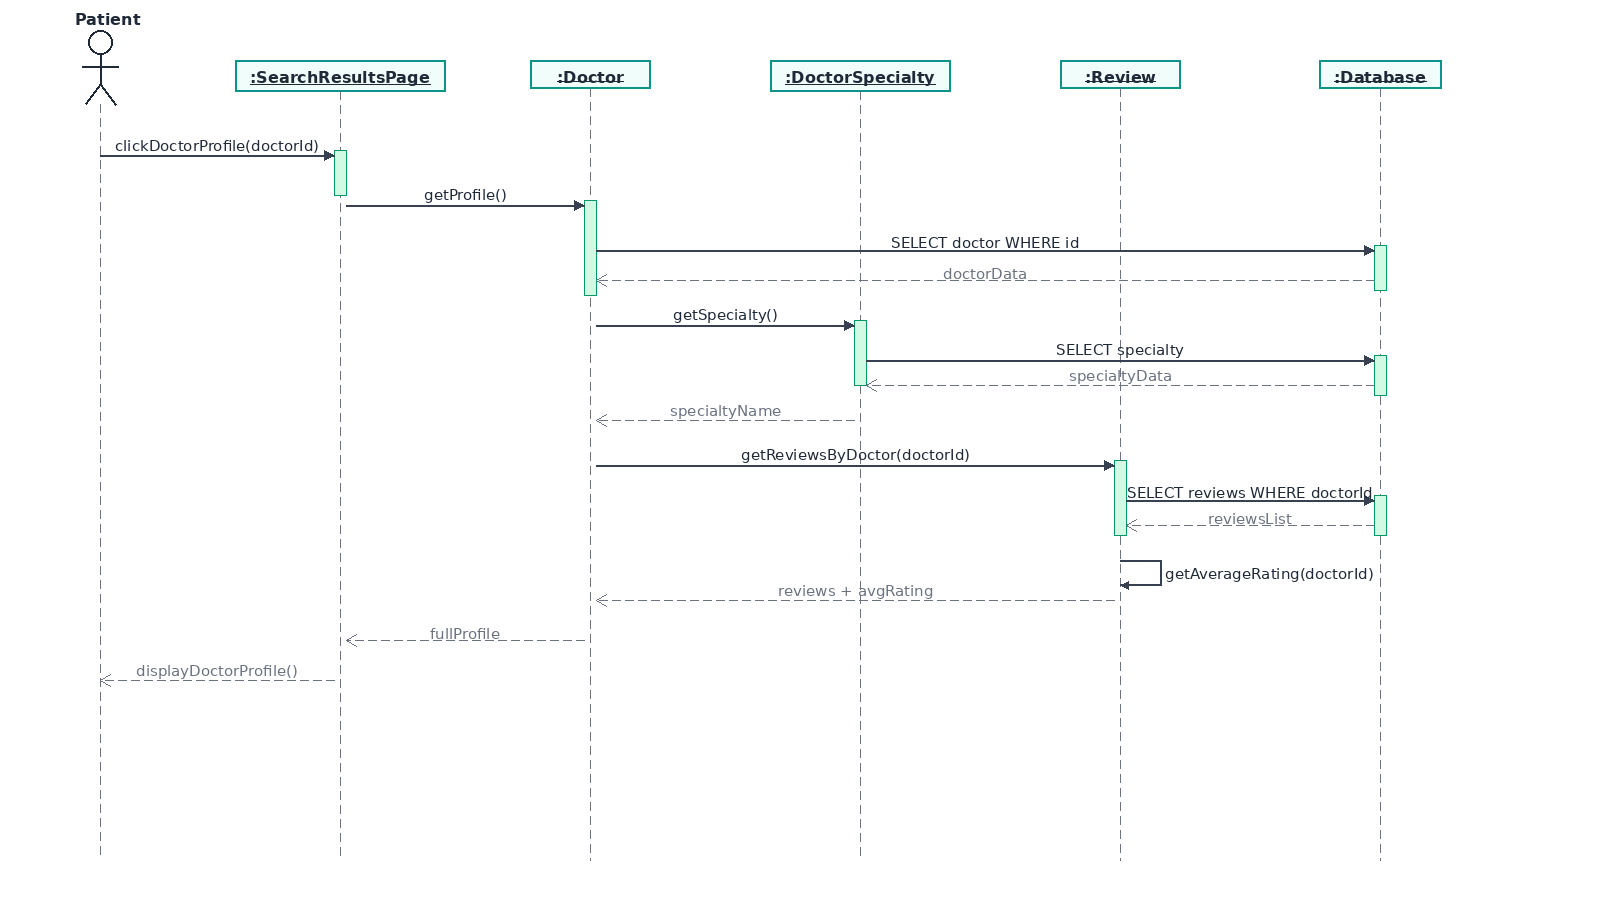 Patient
:SearchResultsPage
:Doctor
:DoctorSpecialty
:Review
:Database
clickDoctorProfile(doctorId)
getProfile()
SELECT doctor WHERE id
doctorData
getSpecialty()
SELECT specialty
specialtyData
specialtyName
getReviewsByDoctor(doctorId)
SELECT reviews WHERE doctorId
reviewsList
getAverageRating(doctorId)
reviews + avgRating
fullProfile
displayDoctorProfile()